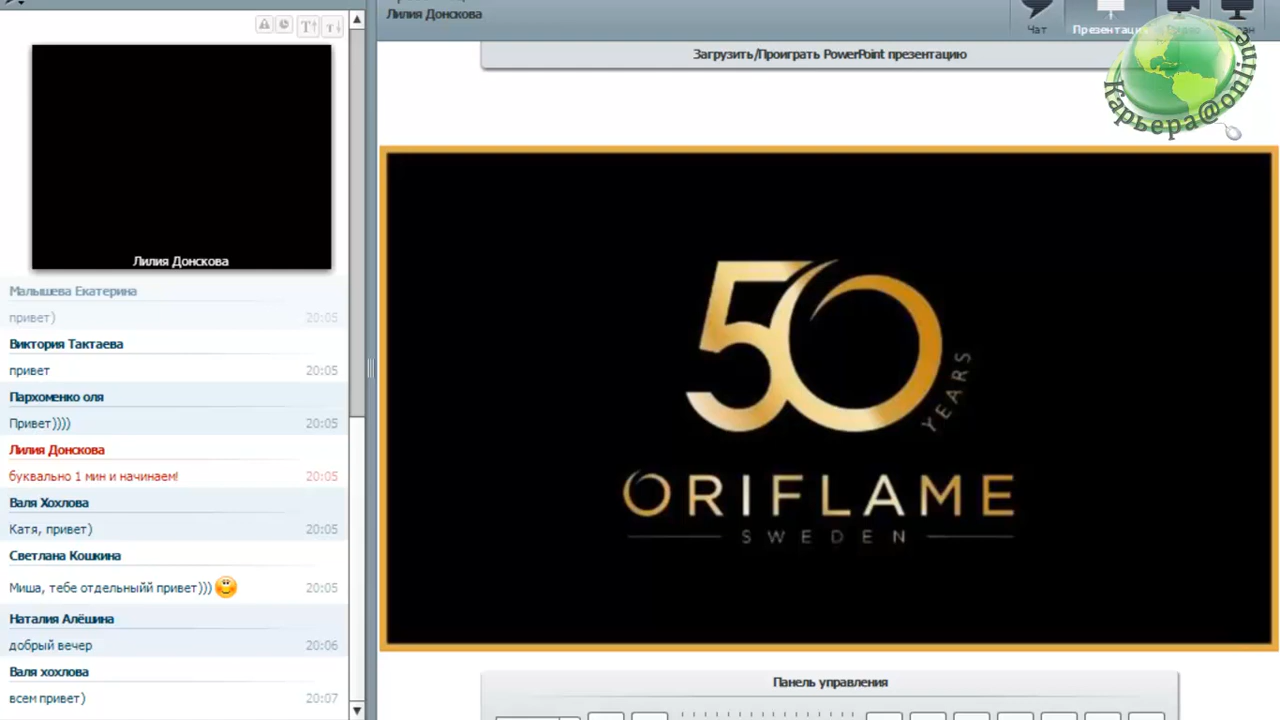 Лилия Донскова
Чат
Презентация
Загрузить/Проиграть PowerPoint презентацию
Карьера@online
Лилия Донскова
Малышева Екатерина
привет) 20:05
Виктория Тактаева
привет 20:05
Пархоменко оля
Привет)))) 20:05
Лилия Донскова
буквально 1 мин и начинаем! 20:05
Валя Хохлова
Катя, привет) 20:05
Светлана Кошкина
Миша, тебе отдельныйй привет))) 20:05
Наталия Алёшина
добрый вечер 20:06
Валя хохлова
всем привет) 20:07
50
YEARS
ORIFLAME
SWEDEN
Панель управления